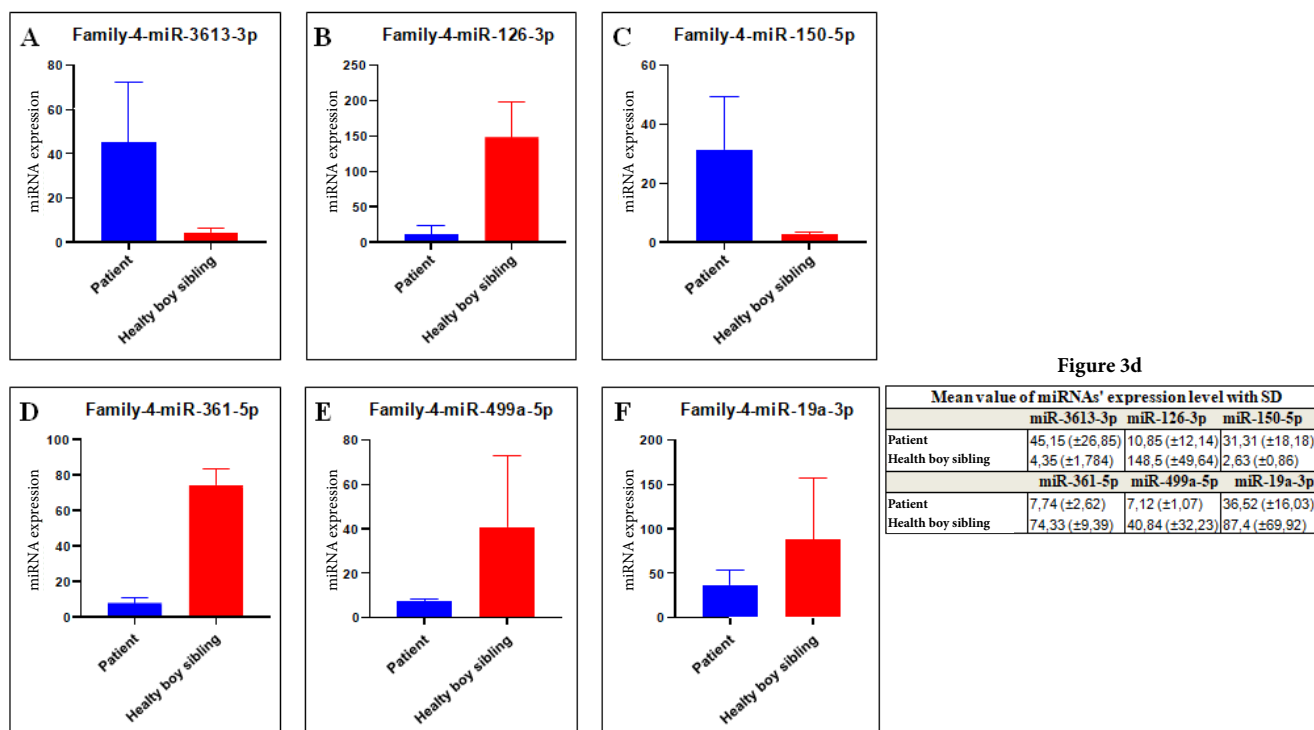 A Family-4-miR-3613-3p
miRNA expression
80
60
40
20
0
Patient
Healty boy sibling
B Family-4-miR-126-3p
miRNA expression
250
200
150
100
50
0
Patient
Healty boy sibling
C Family-4-miR-150-5p
miRNA expression
60
40
20
0
Patient
Healty boy sibling
D Family-4-miR-361-5p
miRNA expression
100
80
60
40
20
0
Patient
Healty boy sibling
E Family-4-miR-499a-5p
miRNA expression
80
60
40
20
0
Patient
Healty boy sibling
F Family-4-miR-19a-3p
miRNA expression
200
150
100
50
0
Patient
Healty boy sibling
Figure 3d
Mean value of miRNAs' expression level with SD
miR-3613-3p miR-126-3p miR-150-5p
Patient 45,15 (±26,85) 10,85 (±12,14) 31,31 (±18,18)
Health boy sibling 4,35 (±1,784) 148,5 (±49,64) 2,63 (±0,86)
miR-361-5p miR-499a-5p miR-19a-3p
Patient 7,74 (±2,62) 7,12 (±1,07) 36,52 (±16,03)
Health boy sibling 74,33 (±9,39) 40,84 (±32,23) 87,4 (±69,92)